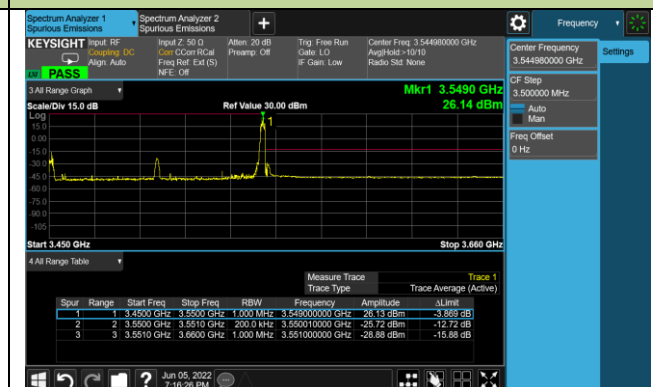 Spectrum Analyzer 1
Spurious Emissions
Spectrum Analyzer 2
Spurious Emissions
+
Frequency
KEYSIGHT
Input: RF
Coupling: DC
Align: Auto
Input Z: 50 Ω
Corr CCorr RCal
Freq Ref: Ext (S)
NFE: Off
Atten: 20 dB
Preamp: Off
Trig: Free Run
Gate: LO
IF Gain: Low
Center Freq: 3.544980000 GHz
Avg|Hold:>10/10
Radio Std: None
PASS
Center Frequency
3.544980000 GHz
Settings
CF Step
3.500000 MHz
Auto
Man
Freq Offset
0 Hz
3 All Range Graph
Mkr1 3.5490 GHz
26.14 dBm
Scale/Div 15.0 dB
Ref Value 30.00 dBm
Log
15.0
0.00
-15.0
-30.0
-45.0
-60.0
-75.0
-90.0
-105
1
Start 3.450 GHz
Stop 3.660 GHz
4 All Range Table
Measure Trace Trace 1
Trace Type Trace Average (Active)
Spur Range Start Freq Stop Freq RBW Frequency Amplitude ΔLimit
1 1 3.4500 GHz 3.5500 GHz 1.000 MHz 3.549000000 GHz 26.13 dBm -3.869 dB
2 2 3.5500 GHz 3.5510 GHz 200.0 kHz 3.550010000 GHz -25.72 dBm -12.72 dB
3 3 3.5510 GHz 3.6600 GHz 1.000 MHz 3.551000000 GHz -28.88 dBm -15.88 dB
Jun 05, 2022
7:16:26 PM